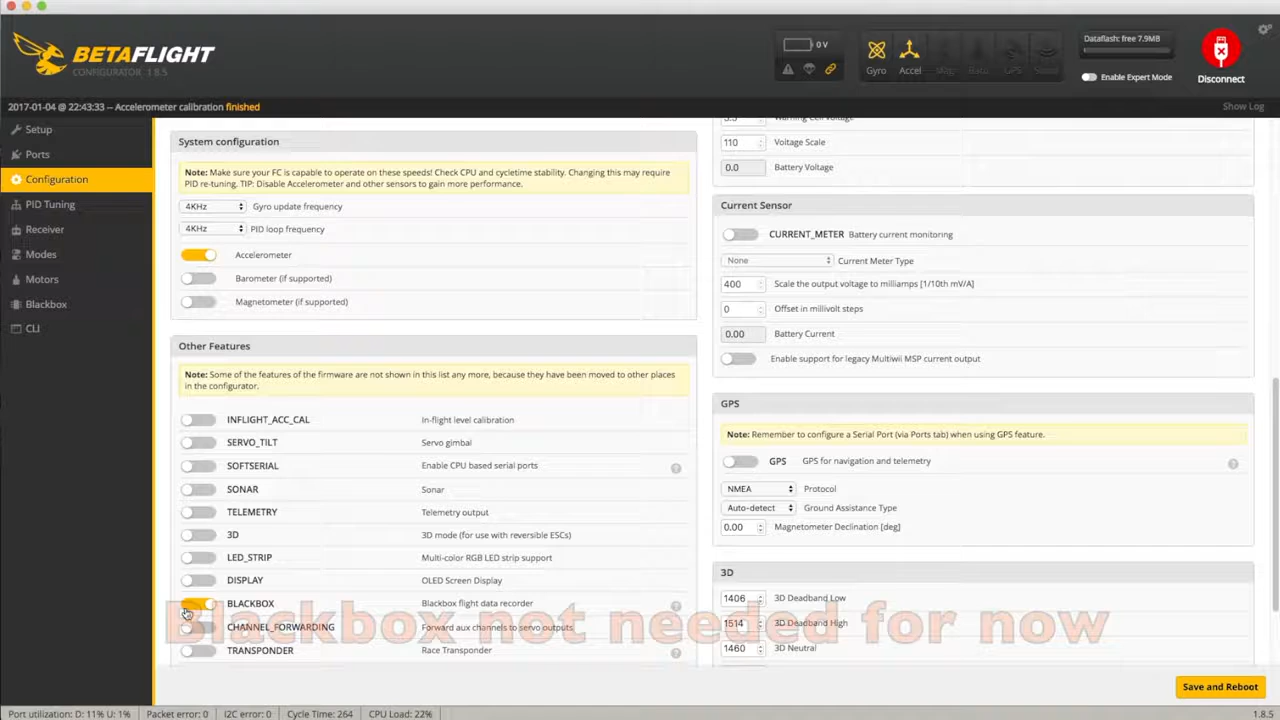 BETAFLIGHT
CONFIGURATOR 1.8.5
0 V
Gyro
Accel
Mag
Baro
GPS
Sonar
Dataflash: free 7.9MB
Enable Expert Mode
Disconnect
2017-01-04 @ 22:43:33 -- Accelerometer calibration finished
Show Log
Setup
Ports
Configuration
PID Tuning
Receiver
Modes
Motors
Blackbox
CLI
System configuration
Note: Make sure your FC is capable to operate on these speeds! Check CPU and cycletime stability. Changing this may require
PID re-tuning. TIP: Disable Accelerometer and other sensors to gain more performance.
4KHz Gyro update frequency
4KHz PID loop frequency
Accelerometer
Barometer (if supported)
Magnetometer (if supported)
Other Features
Note: Some of the features of the firmware are not shown in this list any more, because they have been moved to other places
in the configurator.
INFLIGHT_ACC_CAL In-flight level calibration
SERVO_TILT Servo gimbal
SOFTSERIAL Enable CPU based serial ports
SONAR Sonar
TELEMETRY Telemetry output
3D 3D mode (for use with reversible ESCs)
LED_STRIP Multi-color RGB LED strip support
DISPLAY OLED Screen Display
BLACKBOX Blackbox flight data recorder
CHANNEL_FORWARDING Forward aux channels to servo outputs
TRANSPONDER Race Transponder
3.5 Warning Cell Voltage
110 Voltage Scale
0.0 Battery Voltage
Current Sensor
CURRENT_METER Battery current monitoring
None Current Meter Type
400 Scale the output voltage to milliamps [1/10th mV/A]
0 Offset in millivolt steps
0.00 Battery Current
Enable support for legacy Multiwii MSP current output
GPS
Note: Remember to configure a Serial Port (via Ports tab) when using GPS feature.
GPS GPS for navigation and telemetry
NMEA Protocol
Auto-detect Ground Assistance Type
0.00 Magnetometer Declination [deg]
3D
1406 3D Deadband Low
1514 3D Deadband High
1460 3D Neutral
Blackbox not needed for now
Save and Reboot
Port utilization: D: 11% U: 1% Packet error: 0 I2C error: 0 Cycle Time: 264 CPU Load: 22%
1.8.5